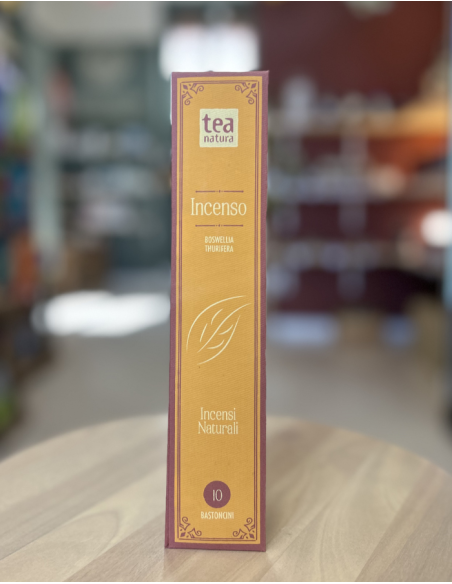 tea
natura
Incenso
BOSWELLIA
THURIFERA
Incensi
Naturali
10
BASTONCINI